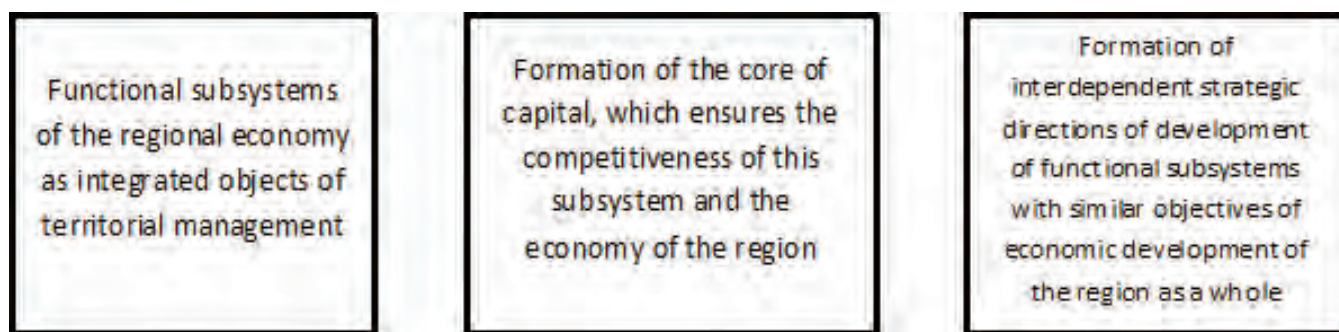 Functional subsystems
of the regional economy
as integrated objects of
territorial management
Formation of the core of
capital, which ensures the
competitiveness of this
subsystem and the
economy of the region
Formation of
interdependent strategic
directions of development
of functional subsystems
with similar objectives of
economic development of
the region as a whole